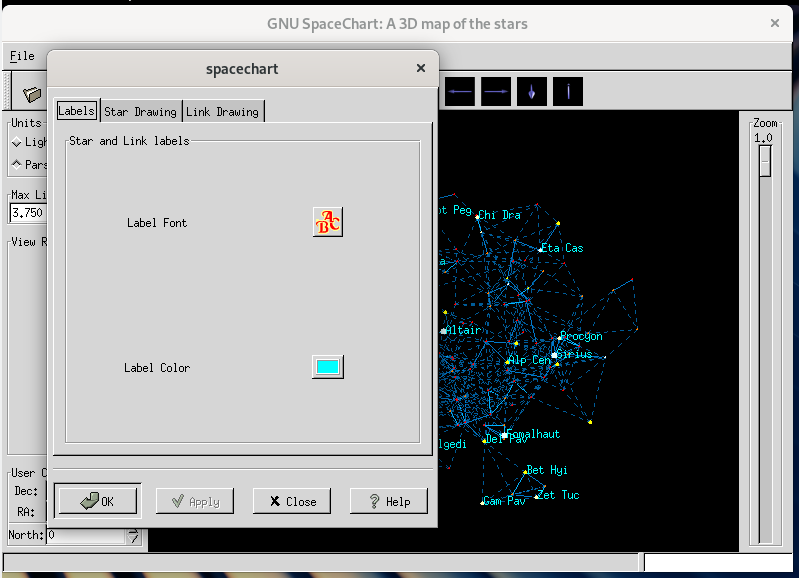 GNU SpaceChart: A 3D map of the stars
File
spacechart
Labels
Star Drawing
Link Drawing
Star and Link labels
Label Font
ABC
Label Color
OK
Apply
Close
Help
Units
Max Li
3.750
View R
Dec:
RA:
North: 0
Zoom
1.0
Peg
Chi Dra
Eta Cas
Altair
Procyon
Sirius
Alp Cen
Fomalhaut
Del Pav
lgedi
Bet Hyi
Gam Pav
Zet Tuc